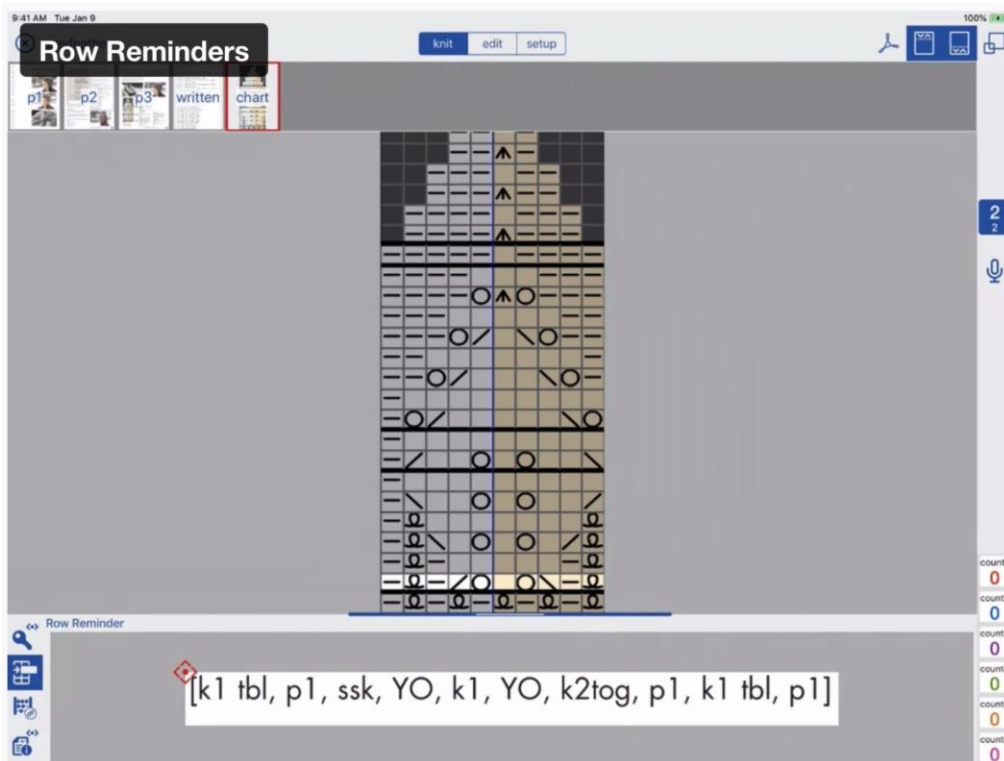 9:41 AM Tue Jan 9
100%
Row Reminders
knit edit setup
p1 p2 p3 written chart
2
2
count
0
count
0
count
0
count
0
count
0
count
0
Row Reminder
[k1 tbl, p1, ssk, YO, k1, YO, k2tog, p1, k1 tbl, p1]